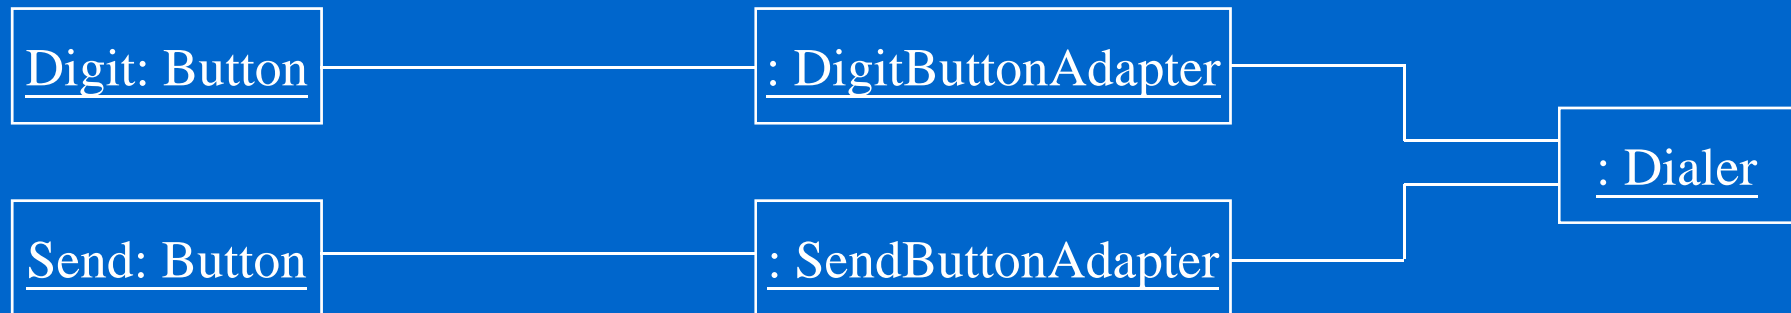 Digit: Button
: DigitButtonAdapter
: Dialer
Send: Button
: SendButtonAdapter